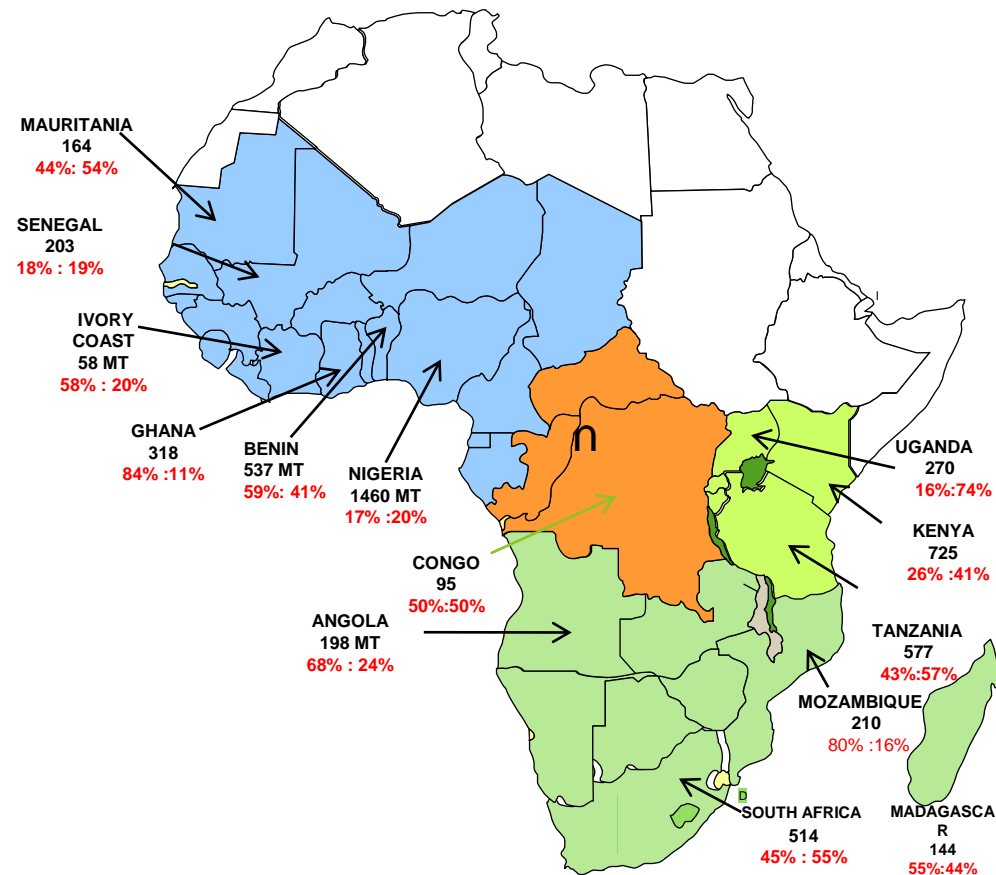 MAURITANIA
164
44%: 54%
SENEGAL
203
18% : 19%
IVORY
COAST
58 MT
58% : 20%
GHANA
318
84% :11%
BENIN
537 MT
59%: 41%
NIGERIA
1460 MT
17% :20%
CONGO
95
50%:50%
ANGOLA
198 MT
68% : 24%
n
I
UGANDA
270
16%:74%
KENYA
725
26% :41%
TANZANIA
577
43%:57%
MOZAMBIQUE
210
80% :16%
D
SOUTH AFRICA
514
45% : 55%
MADAGASCA
R
144
55%:44%